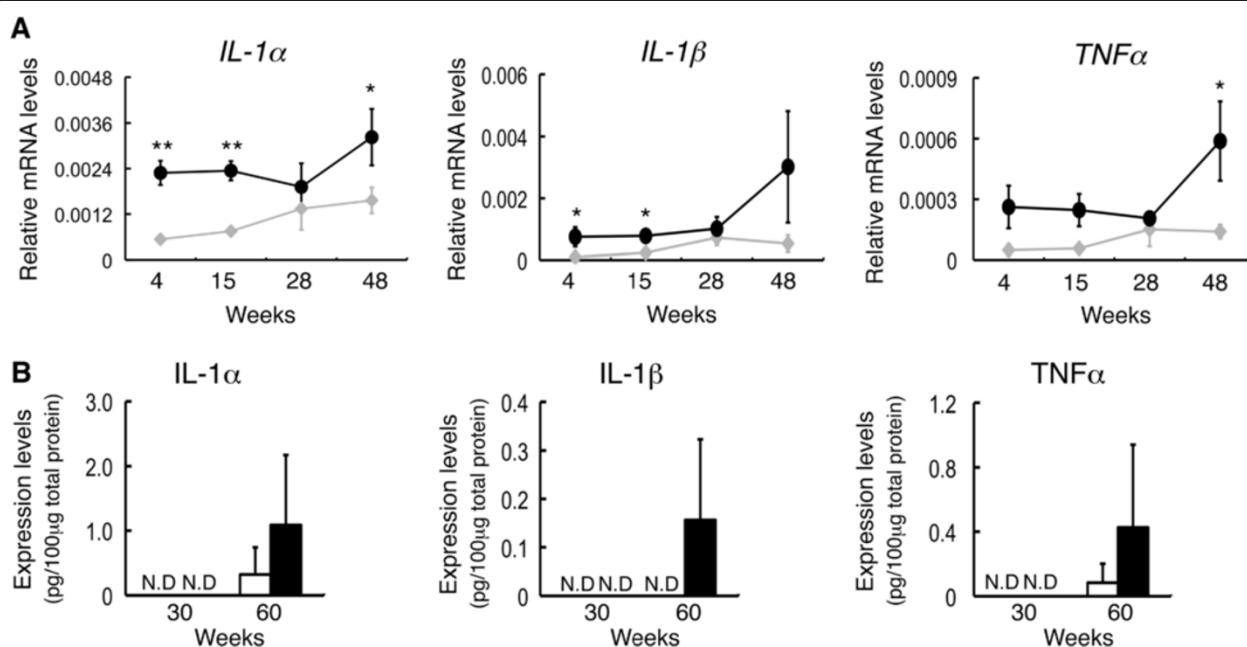 A
IL-1α
Relative mRNA levels
0.0048
0.0036
0.0024
0.0012
0
** ** *
4 15 28 48
Weeks
IL-1β
Relative mRNA levels
0.006
0.004
0.002
0
* *
4 15 28 48
Weeks
TNFα
Relative mRNA levels
0.0009
0.0006
0.0003
0
*
4 15 28 48
Weeks
B
IL-1α
Expression levels
(pg/100μg total protein)
3.0
2.0
1.0
0
N.D N.D
30 60
Weeks
IL-1β
Expression levels
(pg/100μg total protein)
0.4
0.3
0.2
0.1
0
N.D N.D N.D
30 60
Weeks
TNFα
Expression levels
(pg/100μg total protein)
1.2
0.8
0.4
0
N.D N.D
30 60
Weeks